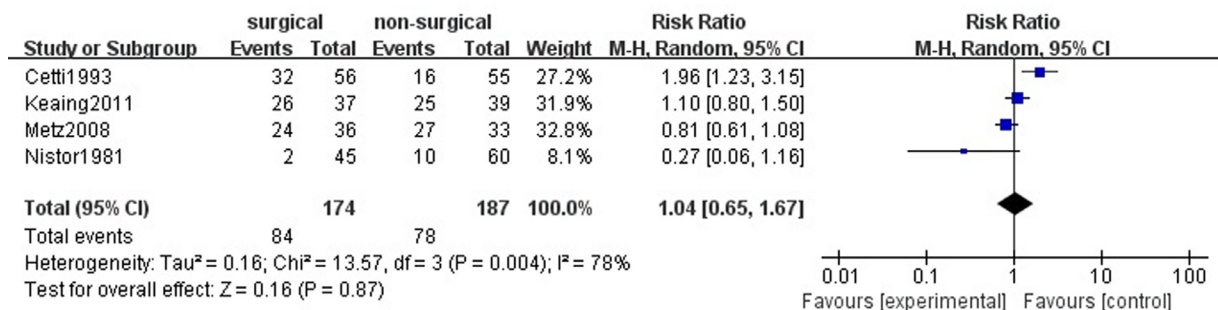 surgical non-surgical Risk Ratio Risk Ratio
Study or Subgroup Events Total Events Total Weight M-H, Random, 95% CI M-H, Random, 95% CI
Cetti1993 32 56 16 55 27.2% 1.96 [1.23, 3.15]
Keaing2011 26 37 25 39 31.9% 1.10 [0.80, 1.50]
Metz2008 24 36 27 33 32.8% 0.81 [0.61, 1.08]
Nistor1981 2 45 10 60 8.1% 0.27 [0.06, 1.16]
Total (95% CI) 174 187 100.0% 1.04 [0.65, 1.67]
Total events 84 78
Heterogeneity: Tau² = 0.16; Chi² = 13.57, df = 3 (P = 0.004); I² = 78%
Test for overall effect: Z = 0.16 (P = 0.87)
0.01 0.1 1 10 100
Favours [experimental] Favours [control]